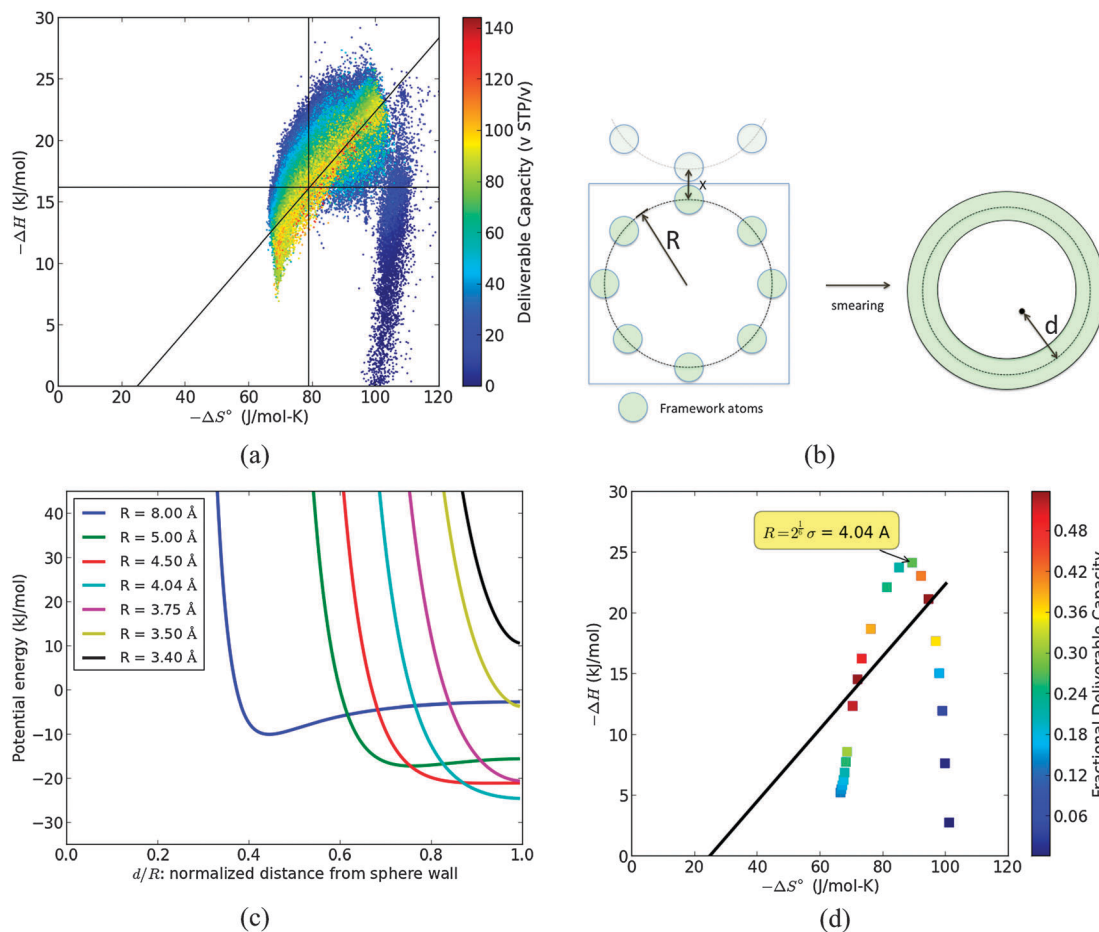 30
25
20
15
10
5
0
−ΔH (kJ/mol)
0 20 40 60 80 100 120
−ΔS° (J/mol-K)
140
120
100
80
60
40
20
0
Deliverable Capacity (v STP/v)
(a)
x
R
smearing
d
Framework atoms
(b)
40
30
20
10
0
−10
−20
−30
Potential energy (kJ/mol)
R = 8.00 Å
R = 5.00 Å
R = 4.50 Å
R = 4.04 Å
R = 3.75 Å
R = 3.50 Å
R = 3.40 Å
0.0 0.2 0.4 0.6 0.8 1.0
d/R: normalized distance from sphere wall
(c)
30
25
20
15
10
5
0
−ΔH (kJ/mol)
R = 2^{1/6} σ = 4.04 A
0 20 40 60 80 100 120
−ΔS° (J/mol-K)
0.48
0.42
0.36
0.30
0.24
0.18
0.12
0.06
Fractional Deliverable Capacity
(d)